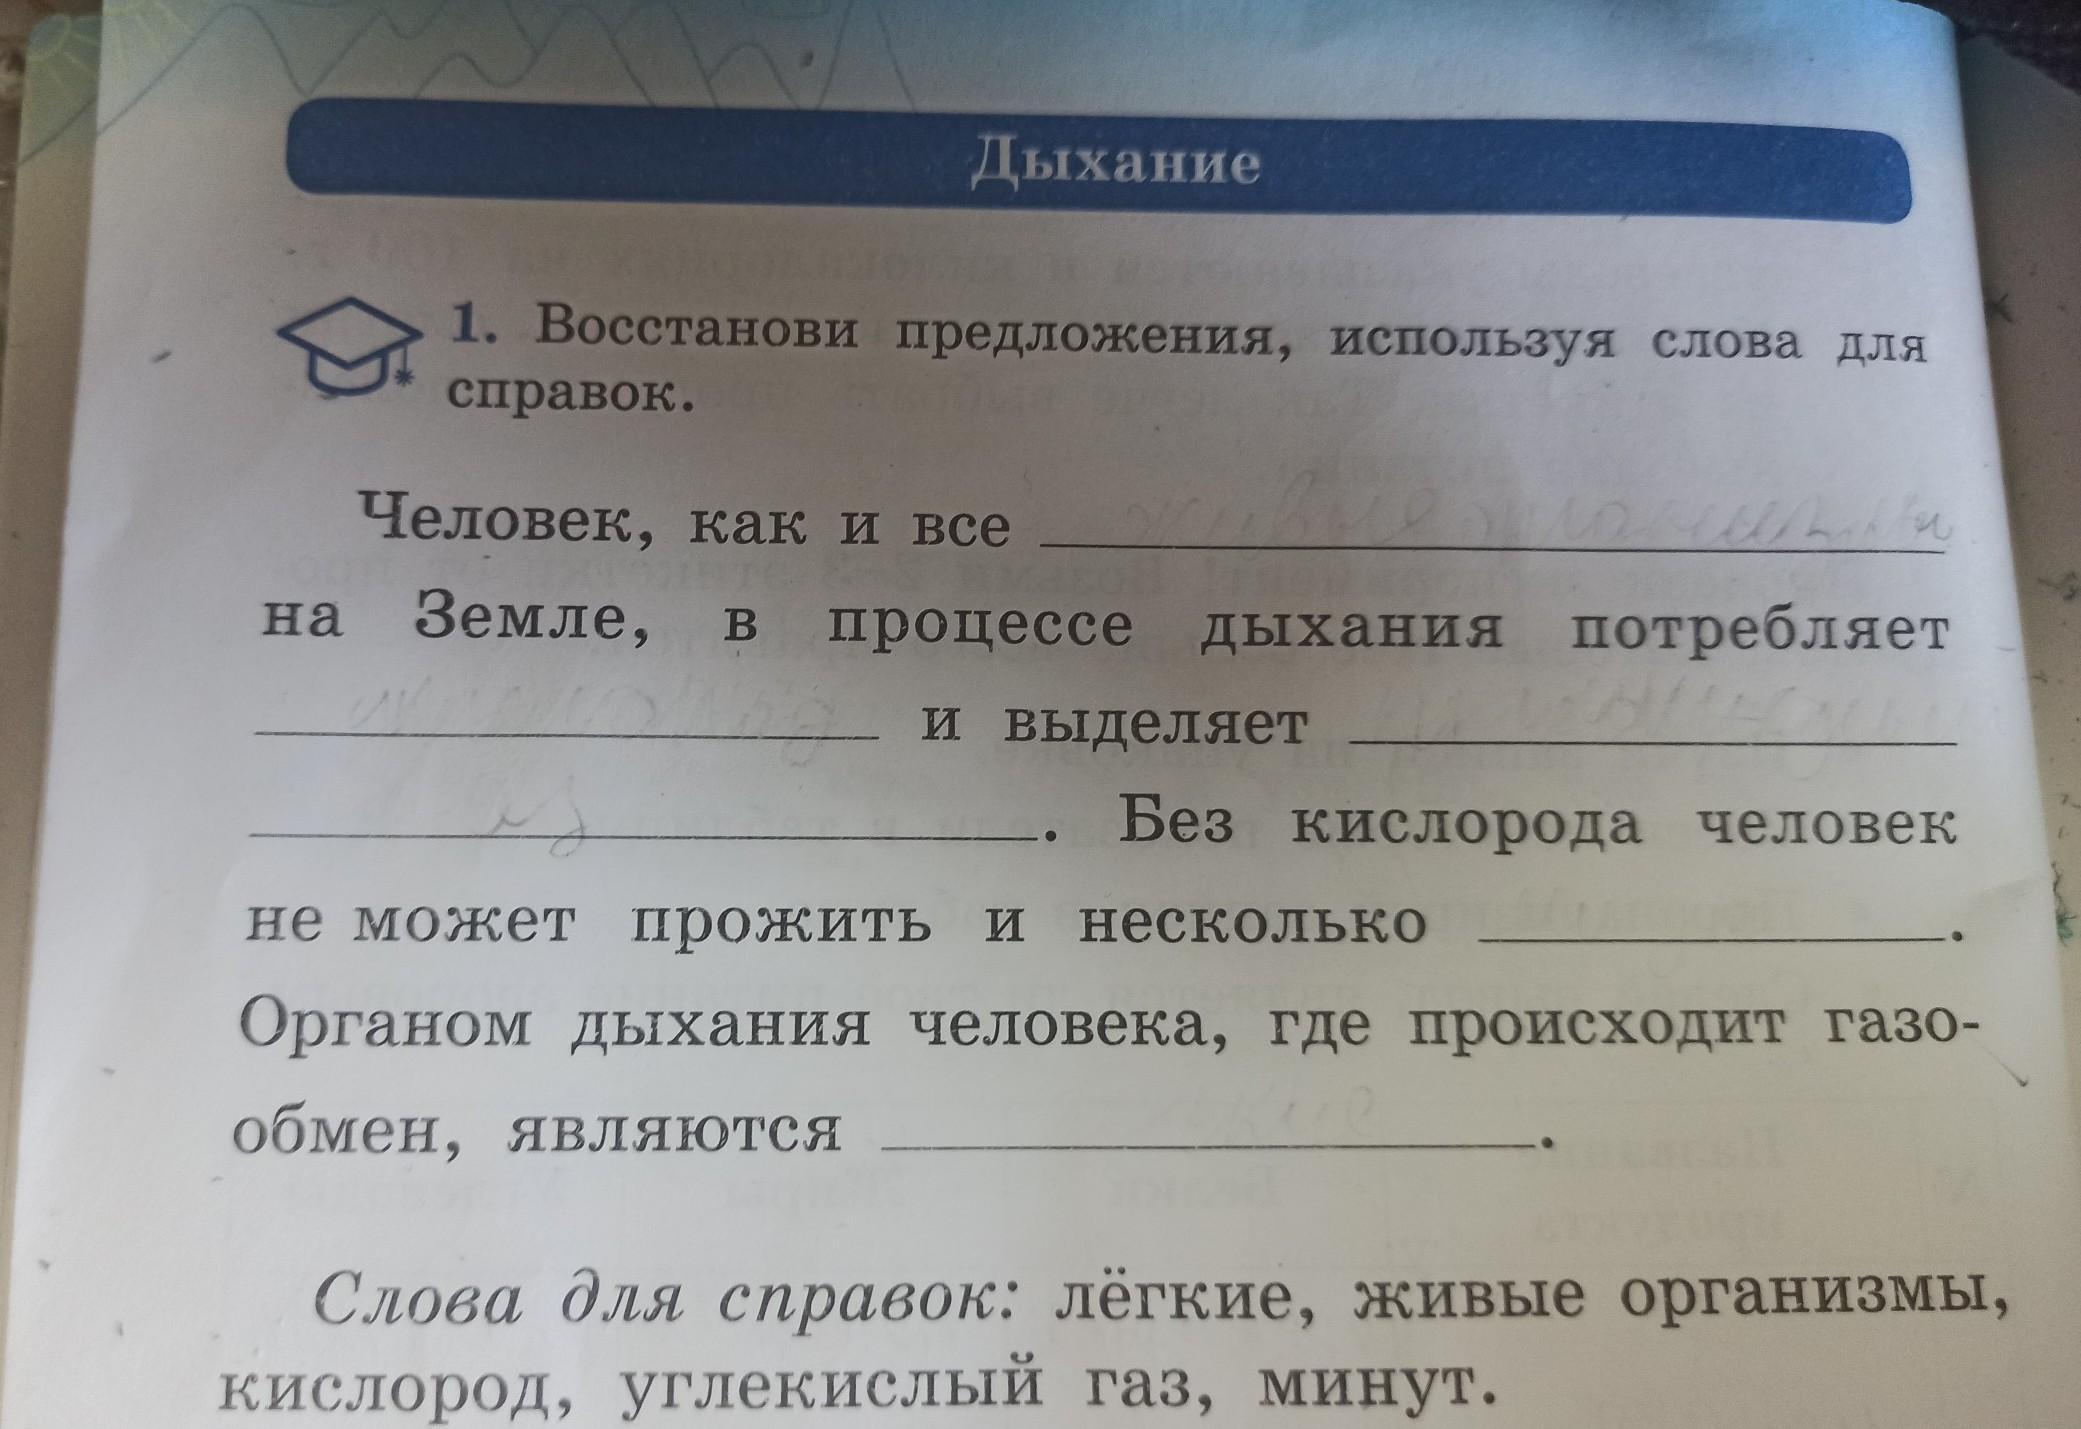 Дыхание
1. Восстанови предложения, используя слова для
справок.
Человек, как и все
на Земле, в процессе дыхания потребляет
и выделяет
. Без кислорода человек
не может прожить и несколько .
Органом дыхания человека, где происходит газо-
обмен, являются .
Слова для справок: лёгкие, живые организмы,
кислород, углекислый газ, минут.